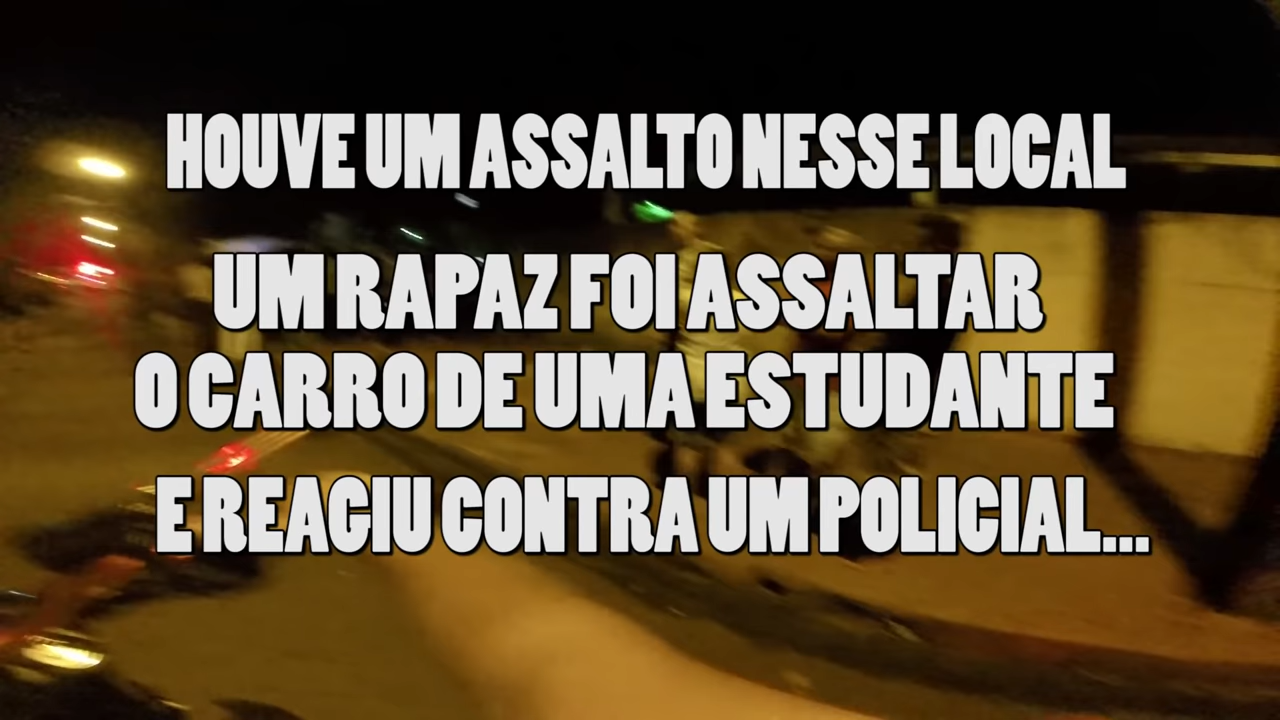 HOUVE UM ASSALTO NESSE LOCAL
UM RAPAZ FOI ASSALTAR
O CARRO DE UMA ESTUDANTE
E REAGIU CONTRA UM POLICIAL...